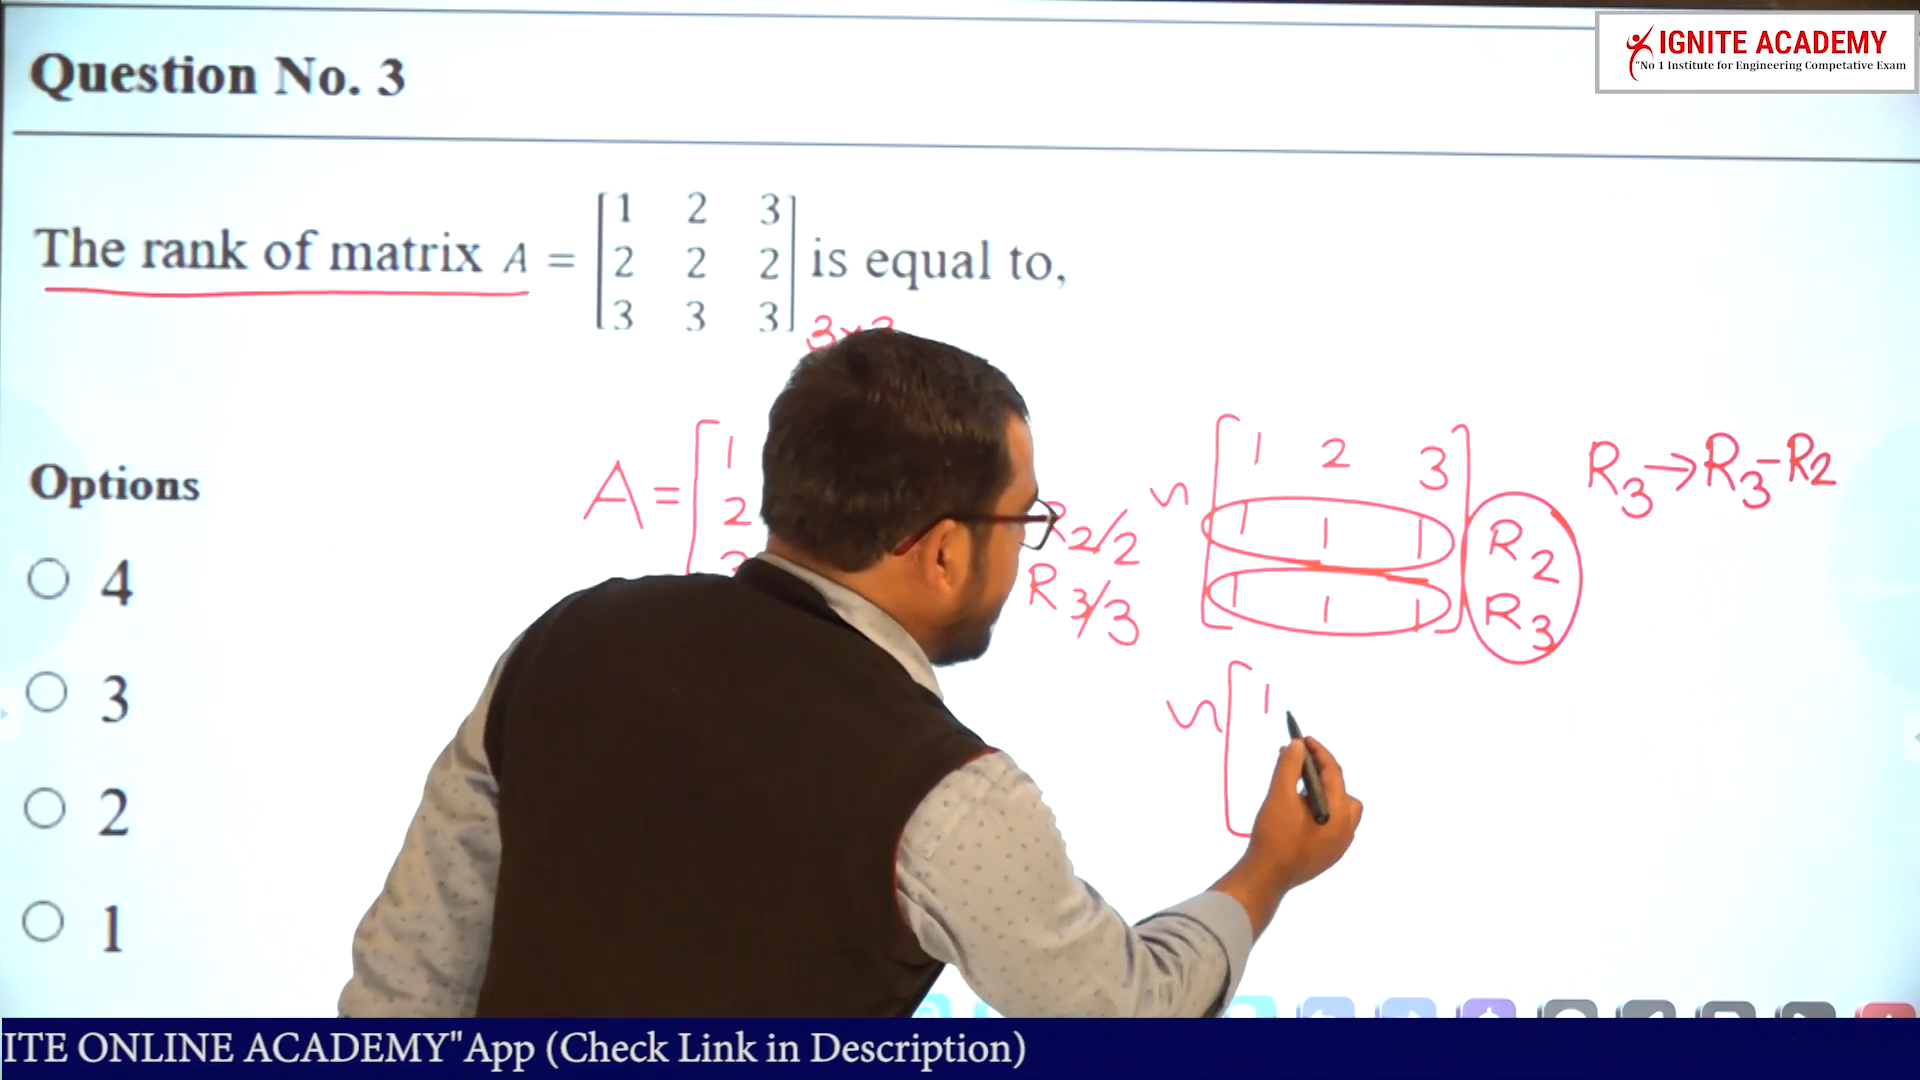 IGNITE ACADEMY
"No 1 Institute for Engineering Competative Exam
Question No. 3
The rank of matrix A = [1 2 3
2 2 2
3 3 3] is equal to,
3×3
Options
4
3
2
1
A = [1
2
R2/2
R3/3
~ [1 2 3]
1 1 1 R2
1 1 1 R3
R3→R3-R2
~ [1
ITE ONLINE ACADEMY"App (Check Link in Description)